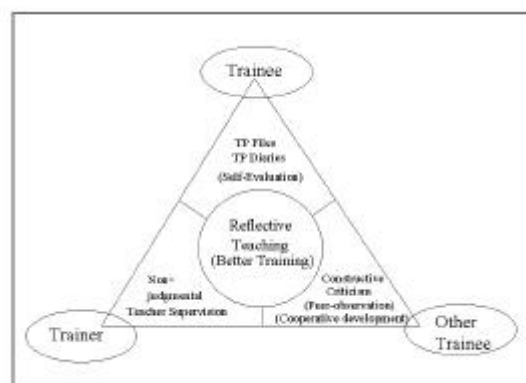 Trainee
TP Files
TP Diaries
(Self-Evaluation)
Reflective
Teaching
(Better Training)
Non-
judgmental
Teacher Supervision
Constructive
Criticism
(Peer-observation)
(Cooperative development)
Trainer
Other
Trainee